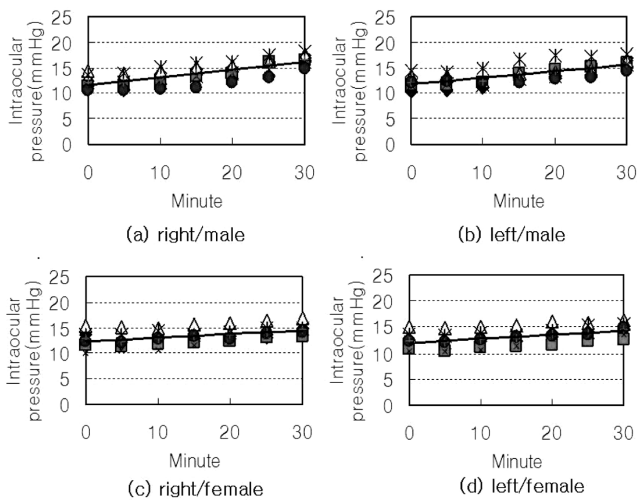 Intraocular
pressure(mmHg)
25
20
15
10
5
0
0 10 20 30
Minute
(a) right/male
Intraocular
pressure(mmHg)
25
20
15
10
5
0
0 10 20 30
Minute
(b) left/male
Intraocular
pressure(mmHg)
25
20
15
10
5
0
0 10 20 30
Minute
(c) right/female
Intraocular
pressure(mmHg)
25
20
15
10
5
0
0 10 20 30
Minute
(d) left/female